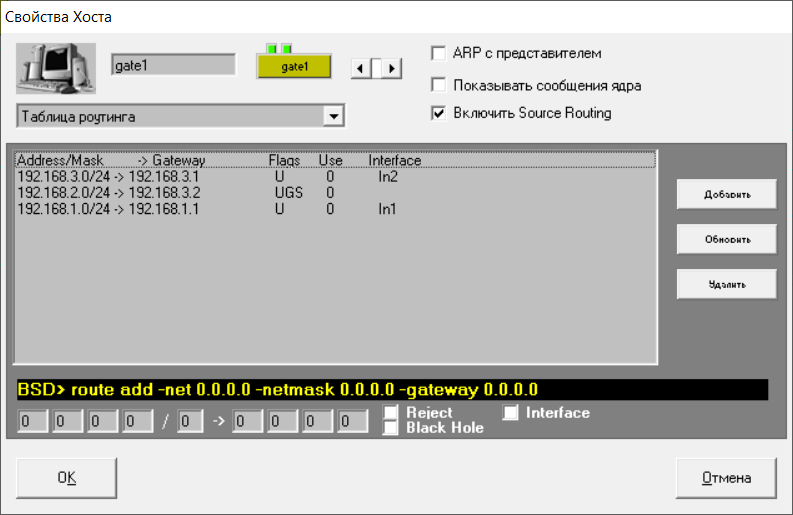 Свойства Хоста
gate1
gate1
ARP с представителем
Показывать сообщения ядра
Включить Source Routing
Таблица роутинга
Address/Mask -> Gateway Flags Use Interface
192.168.3.0/24 -> 192.168.3.1 U 0 In2
192.168.2.0/24 -> 192.168.3.2 UGS 0
192.168.1.0/24 -> 192.168.1.1 U 0 In1
Добавить
Обновить
Удалить
BSD> route add -net 0.0.0.0 -netmask 0.0.0.0 -gateway 0.0.0.0
0 0 0 0 / 0 -> 0 0 0 0 Reject Interface
Black Hole
OK Отмена